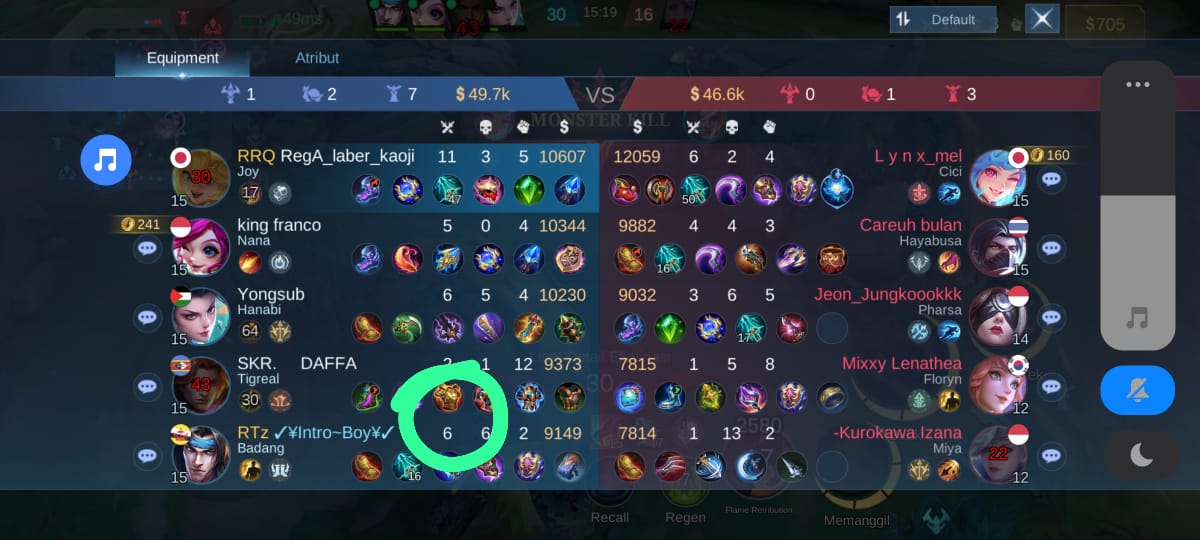 49ms 43 30 15:19 16 22 Default 3 $705
Equipment Atribut
1 2 7 $ 49.7k VS $ 46.6k 0 1 3
MONSTER KILL
$ $
RRQ RegA_laber_kaoji 11 3 5 10607 12059 6 2 4 L y n x_mel 160
Joy Cici
30 15 17 47 50 15
241 king franco 5 0 4 10344 9882 4 4 3 Careuh bulan
Nana Hayabusa
15 16 15
Yongsub 6 5 4 10230 9032 3 6 5 Jeon_Jungkoookkk
Hanabi Pharsa
15 64 17 14
SKR. DAFFA 2 1 12 9373 7815 1 5 8 Mixxy Lenathea
Tigreal Floryn
43 15 30 12
RTz ✓¥Intro~Boy¥✓ 6 6 2 9149 7814 1 13 2 -Kurokawa Izana
Badang Miya
15 16 22 12
Recall Regen Flame Retribution Memanggil